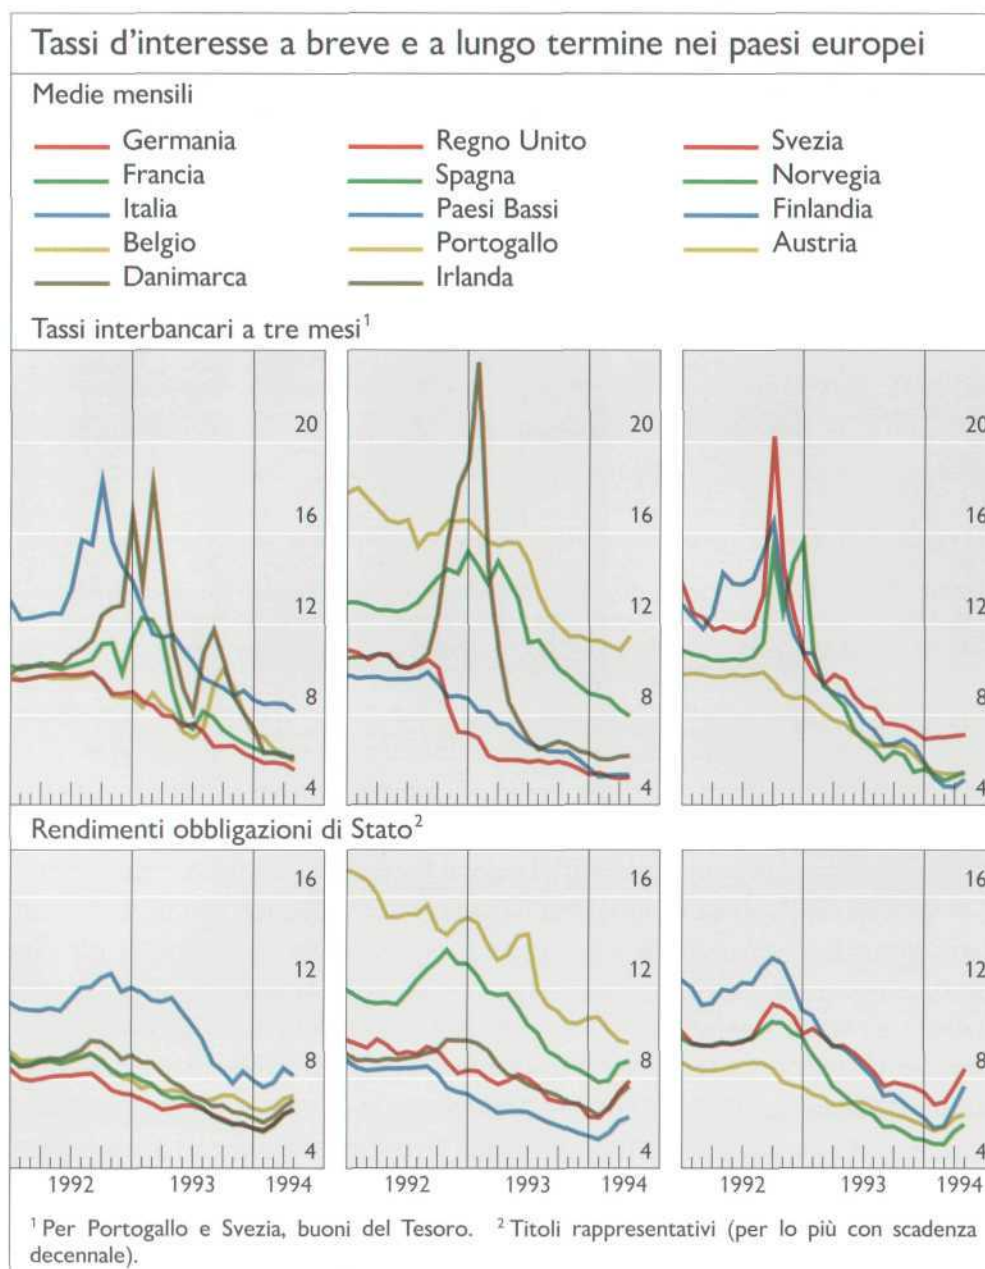 Tassi d'interesse a breve e a lungo termine nei paesi europei
Medie mensili
Germania
Regno Unito
Svezia
Francia
Spagna
Norvegia
Italia
Paesi Bassi
Finlandia
Belgio
Portogallo
Austria
Danimarca
Irlanda
Tassi interbancari a tre mesi¹
20
16
12
8
4
20
16
12
8
4
20
16
12
8
4
Rendimenti obbligazioni di Stato²
16
12
8
4
16
12
8
4
16
12
8
4
1992 1993 1994
1992 1993 1994
1992 1993 1994
¹ Per Portogallo e Svezia, buoni del Tesoro. ² Titoli rappresentativi (per lo più con scadenza
decennale).